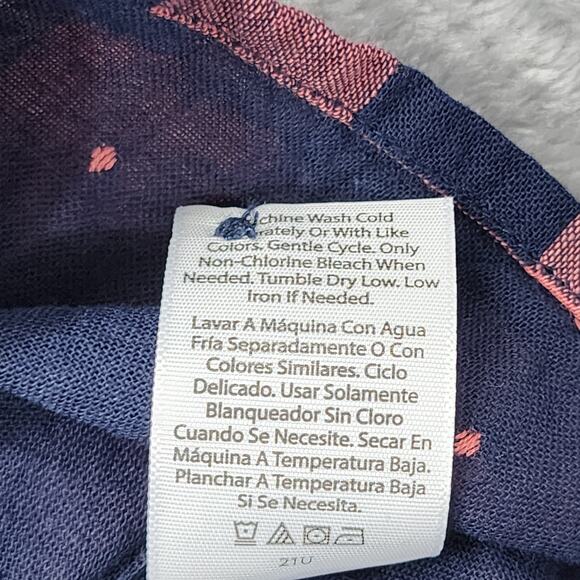 chine Wash Cold
rately Or With Like
Colors. Gentle Cycle. Only
Non-Chlorine Bleach When
Needed. Tumble Dry Low. Low
Iron If Needed.
Lavar A Máquina Con Agua
Fría Separadamente O Con
Colores Similares. Ciclo
Delicado. Usar Solamente
Blanqueador Sin Cloro
Cuando Se Necesite. Secar En
Máquina A Temperatura Baja.
Planchar A Temperatura Baja
Si Se Necesita.
21U